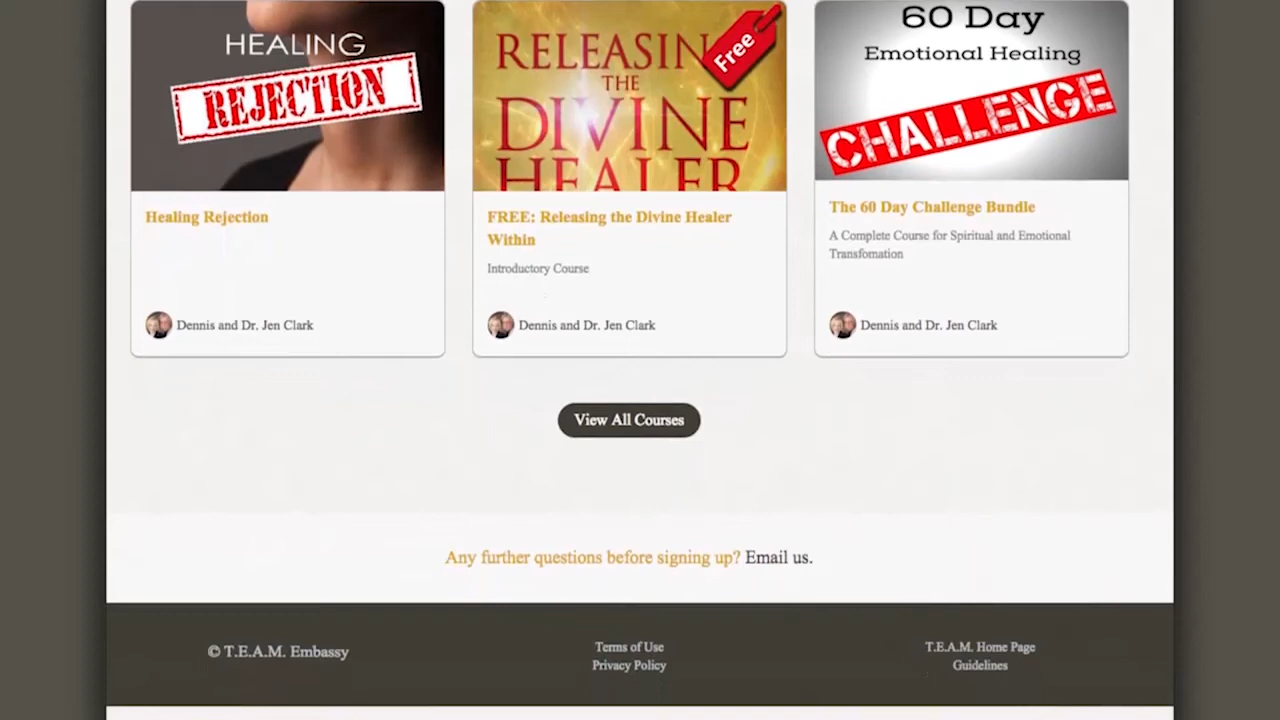 HEALING
REJECTION
Healing Rejection
Dennis and Dr. Jen Clark
Free
RELEASIN
THE
DIVINE
HEALER
FREE: Releasing the Divine Healer
Within
Introductory Course
Dennis and Dr. Jen Clark
60 Day
Emotional Healing
CHALLENGE
The 60 Day Challenge Bundle
A Complete Course for Spiritual and Emotional
Transfomation
Dennis and Dr. Jen Clark
View All Courses
Any further questions before signing up? Email us.
© T.E.A.M. Embassy
Terms of Use
Privacy Policy
T.E.A.M. Home Page
Guidelines